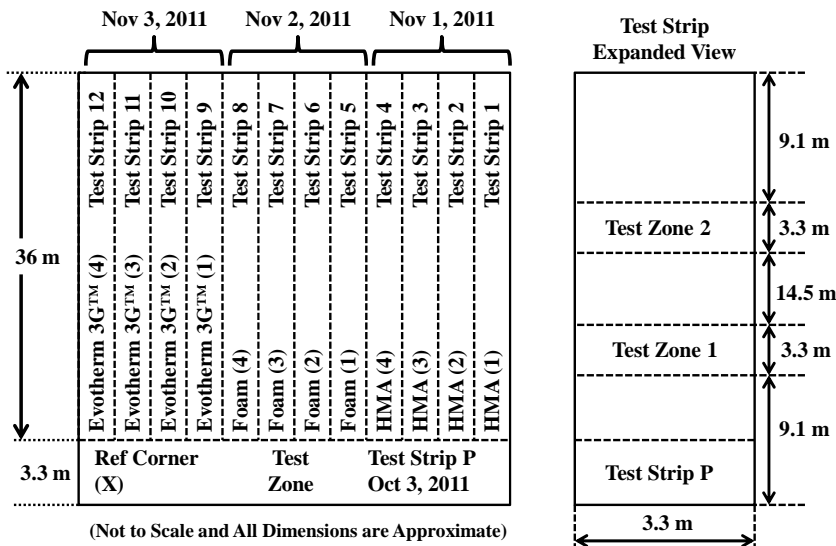 Nov 3, 2011
Nov 2, 2011
Nov 1, 2011
Test Strip 12
Test Strip 11
Test Strip 10
Test Strip 9
Test Strip 8
Test Strip 7
Test Strip 6
Test Strip 5
Test Strip 4
Test Strip 3
Test Strip 2
Test Strip 1
36 m
Evotherm 3G™ (4)
Evotherm 3G™ (3)
Evotherm 3G™ (2)
Evotherm 3G™ (1)
Foam (4)
Foam (3)
Foam (2)
Foam (1)
HMA (4)
HMA (3)
HMA (2)
HMA (1)
3.3 m
Ref Corner
(X)
Test
Zone
Test Strip P
Oct 3, 2011
(Not to Scale and All Dimensions are Approximate)
Test Strip
Expanded View
9.1 m
Test Zone 2
3.3 m
14.5 m
Test Zone 1
3.3 m
9.1 m
Test Strip P
3.3 m